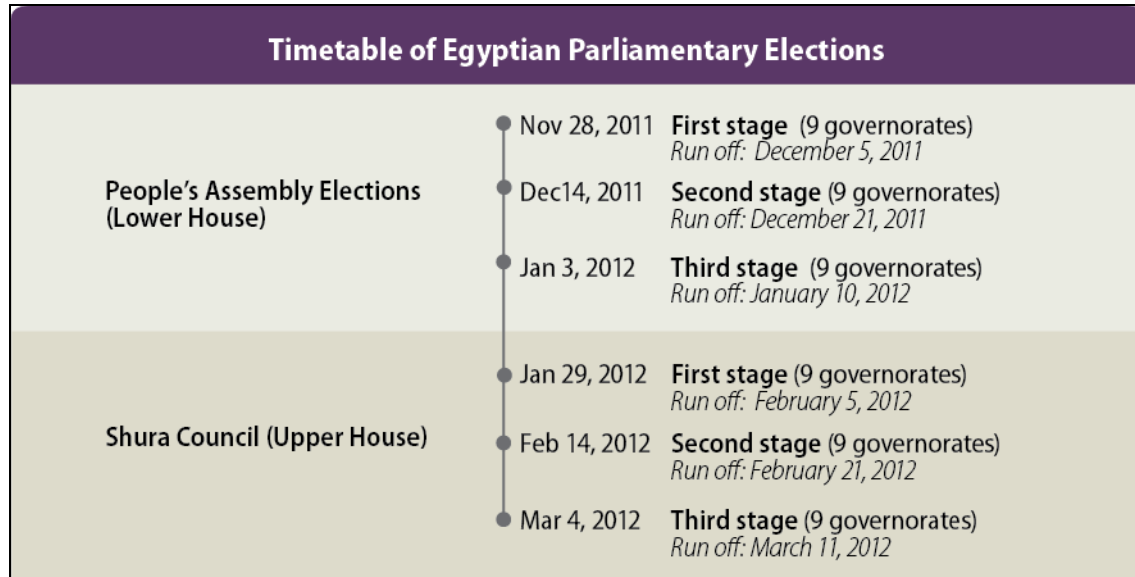 Timetable of Egyptian Parliamentary Elections
People's Assembly Elections
(Lower House)
Nov 28, 2011 First stage (9 governorates)
Run off: December 5, 2011
Dec14, 2011 Second stage (9 governorates)
Run off: December 21, 2011
Jan 3, 2012 Third stage (9 governorates)
Run off: January 10, 2012
Shura Council (Upper House)
Jan 29, 2012 First stage (9 governorates)
Run off: February 5, 2012
Feb 14, 2012 Second stage (9 governorates)
Run off: February 21, 2012
Mar 4, 2012 Third stage (9 governorates)
Run off: March 11, 2012